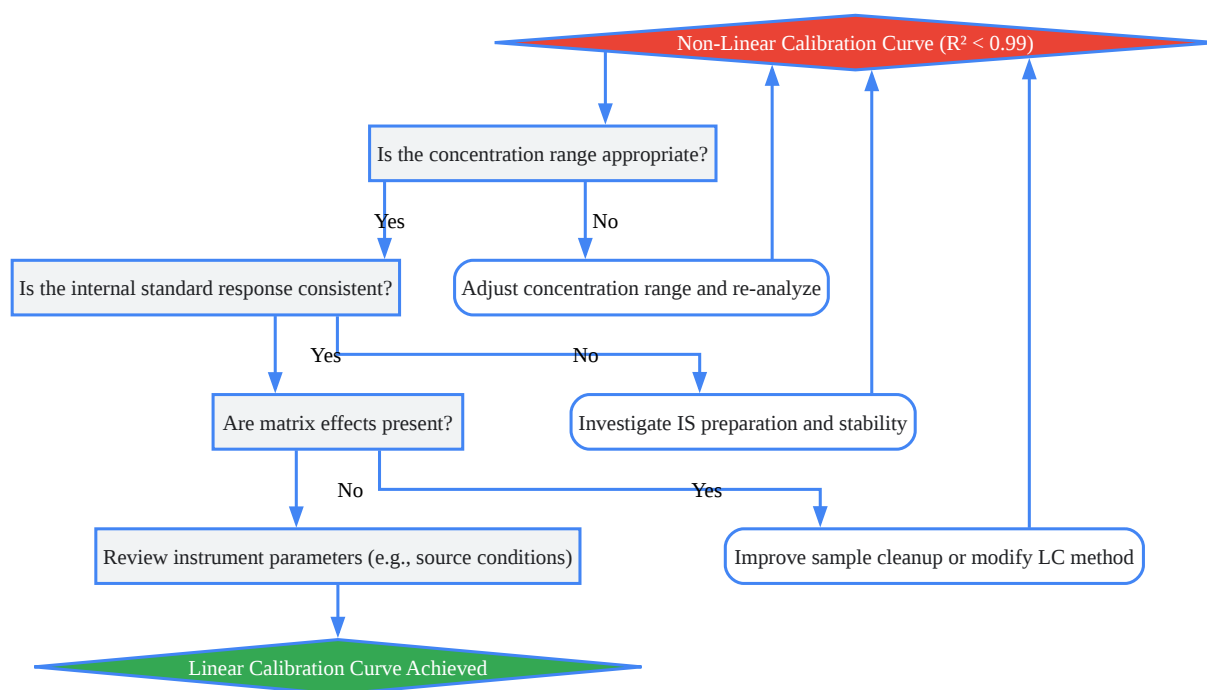 Non-Linear Calibration Curve (R² < 0.99)
Is the concentration range appropriate?
Yes
No
Is the internal standard response consistent?
Adjust concentration range and re-analyze
Yes
No
Are matrix effects present?
Investigate IS preparation and stability
No
Yes
Review instrument parameters (e.g., source conditions)
Improve sample cleanup or modify LC method
Linear Calibration Curve Achieved